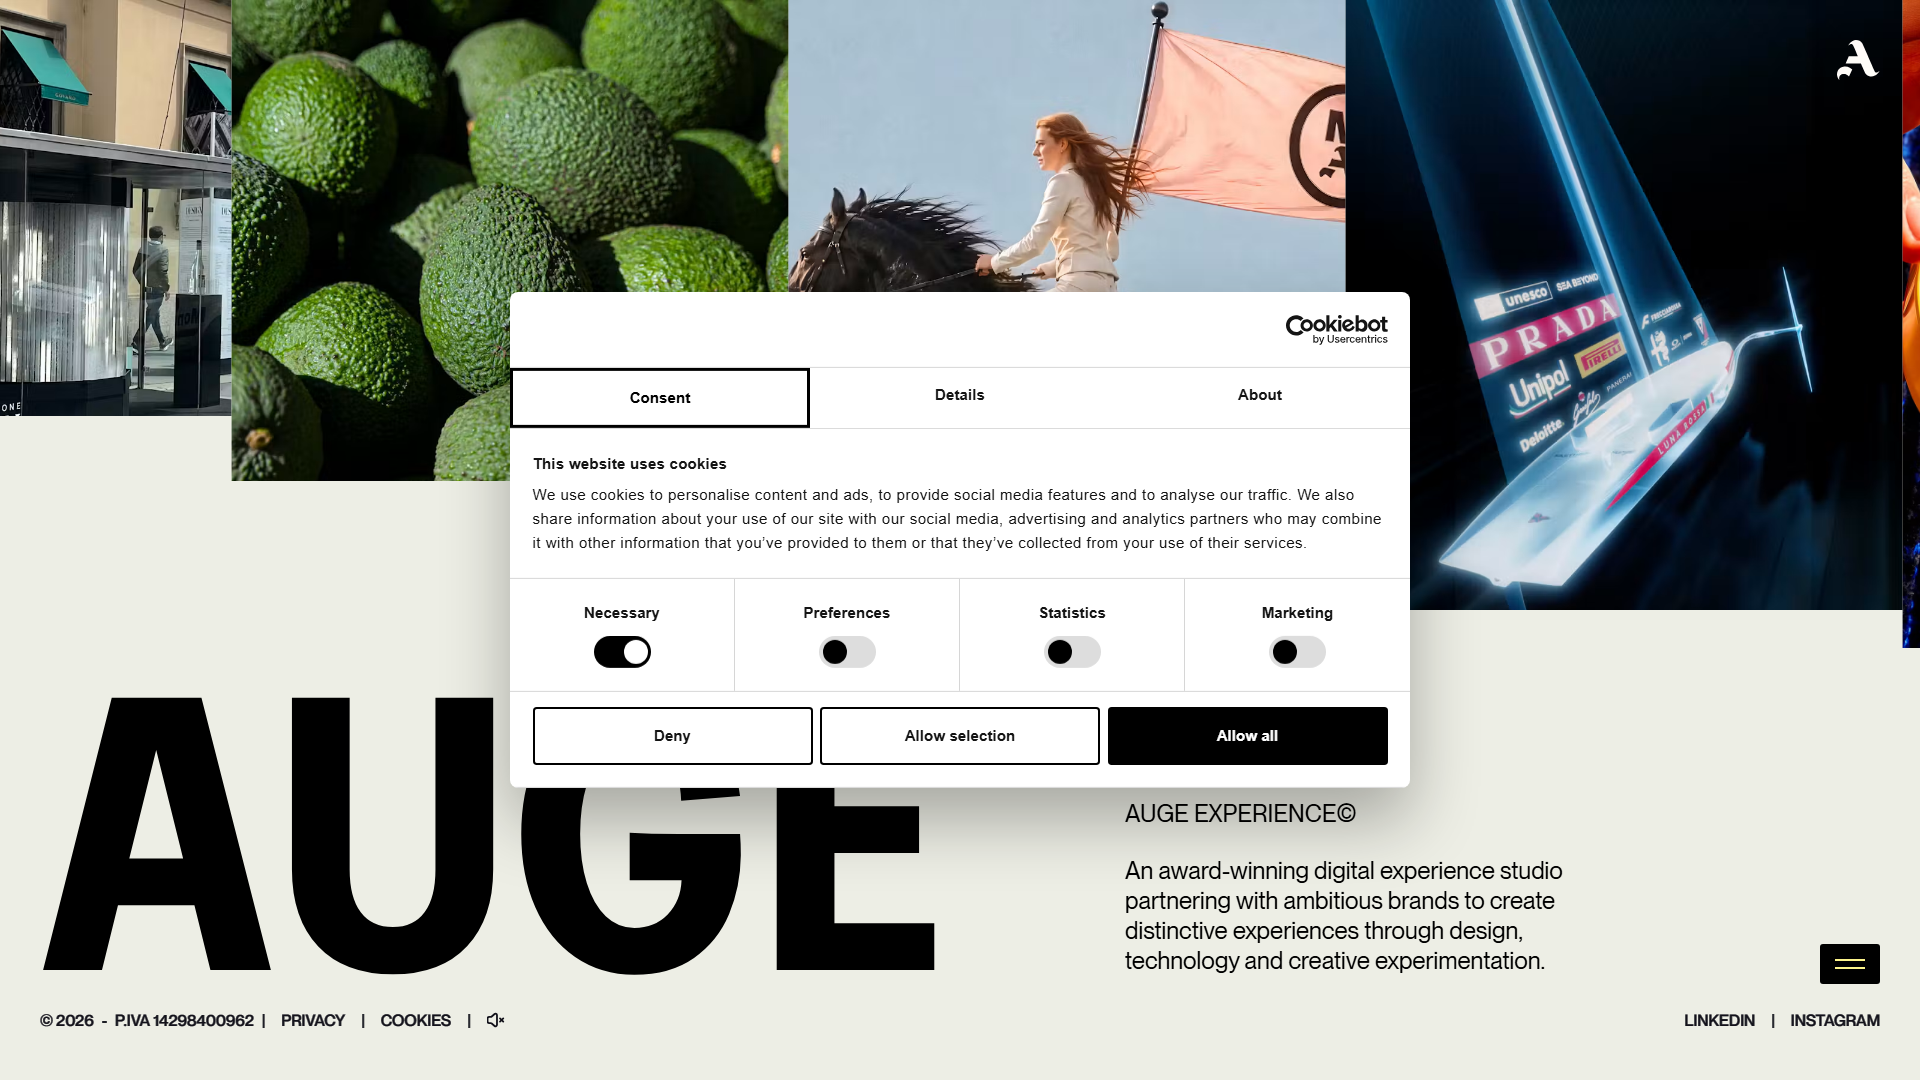 unesco
SEA BEYOND
PRADA
PIRELLI
Unipol
PANERAI
Deloitte
LUNA ROSSA
Cookiebot
by Usercentrics
Consent
Details
About
This website uses cookies
We use cookies to personalise content and ads, to provide social media features and to analyse our traffic. We also
share information about your use of our site with our social media, advertising and analytics partners who may combine
it with other information that you’ve provided to them or that they’ve collected from your use of their services.
Necessary
Preferences
Statistics
Marketing
Deny
Allow selection
Allow all
AUGE
AUGE EXPERIENCE©
An award-winning digital experience studio
partnering with ambitious brands to create
distinctive experiences through design,
technology and creative experimentation.
© 2026 - P.IVA 14298400962 | PRIVACY | COOKIES |
LINKEDIN | INSTAGRAM